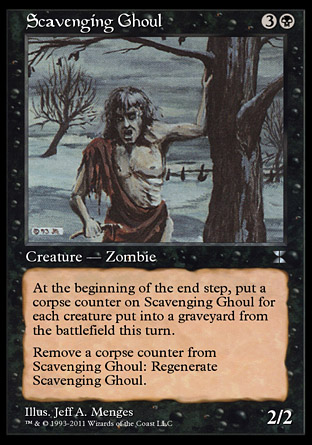 Scavenging Ghoul 3
Creature — Zombie
At the beginning of the end step, put a
corpse counter on Scavenging Ghoul for
each creature put into a graveyard from
the battlefield this turn.
Remove a corpse counter from
Scavenging Ghoul: Regenerate
Scavenging Ghoul.
Illus. Jeff A. Menges
™ & © 1993-2011 Wizards of the Coast LLC
2/2